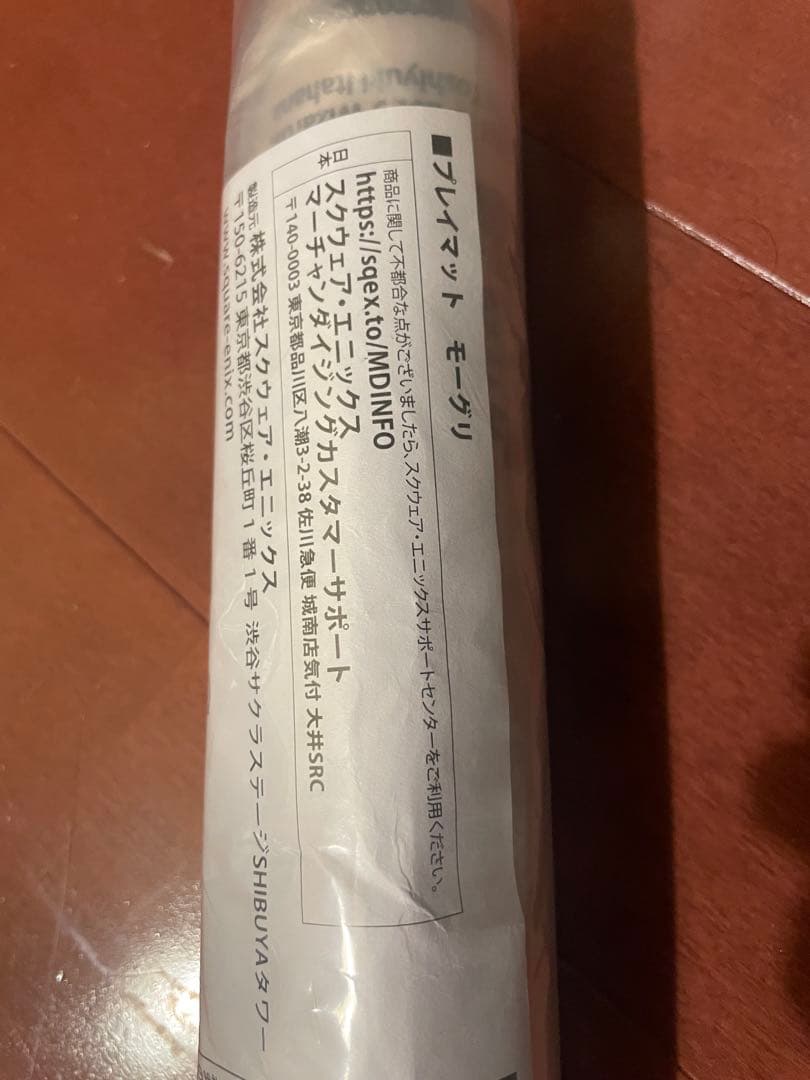 ■プレイマット モーグリ
日本
商品に関して不都合な点がございましたら、スクウェア・エニックスサポートセンターをご利用ください。
https://sqex.to/MDINFO
スクウェア・エニックス
マーチャンダイジングカスタマーサポート
〒140-0003 東京都品川区八潮3-2-38 佐川急便 城南店気付 大井SRC
製造元 株式会社スクウェア・エニックス
〒150-6215 東京都渋谷区桜丘町1番1号 渋谷サクラステージSHIBUYAタワー
www.square-enix.com